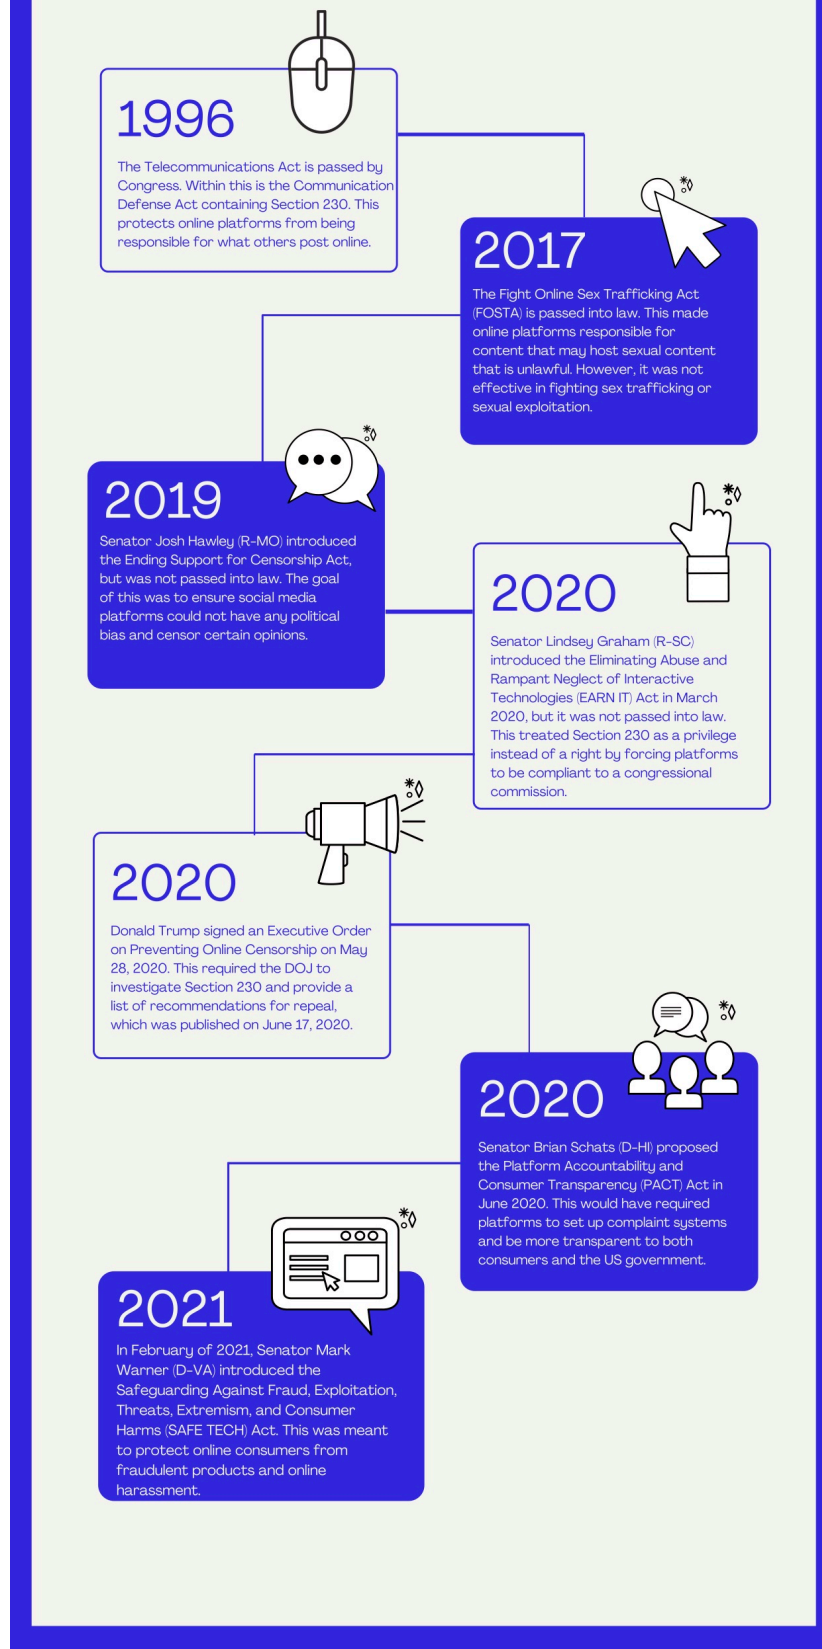 1996
The Telecommunications Act is passed by
Congress. Within this is the Communication
Defense Act containing Section 230. This
protects online platforms from being
responsible for what others post online.
2017
The Fight Online Sex Trafficking Act
(FOSTA) is passed into law. This made
online platforms responsible for
content that may host sexual content
that is unlawful. However, it was not
effective in fighting sex trafficking or
sexual exploitation.
2019
Senator Josh Hawley (R-MO) introduced
the Ending Support for Censorship Act,
but was not passed into law. The goal
of this was to ensure social media
platforms could not have any political
bias and censor certain opinions.
2020
Senator Lindsey Graham (R-SC)
introduced the Eliminating Abuse and
Rampant Neglect of Interactive
Technologies (EARN IT) Act in March
2020, but it was not passed into law.
This treated Section 230 as a privilege
instead of a right by forcing platforms
to be compliant to a congressional
commission.
2020
Donald Trump signed an Executive Order
on Preventing Online Censorship on May
28, 2020. This required the DOJ to
investigate Section 230 and provide a
list of recommendations for repeal,
which was published on June 17, 2020.
2020
Senator Brian Schats (D-HI) proposed
the Platform Accountability and
Consumer Transparency (PACT) Act in
June 2020. This would have required
platforms to set up complaint systems
and be more transparent to both
consumers and the US government.
2021
In February of 2021, Senator Mark
Warner (D-VA) introduced the
Safeguarding Against Fraud, Exploitation,
Threats, Extremism, and Consumer
Harms (SAFE TECH) Act. This was meant
to protect online consumers from
fraudulent products and online
harassment.